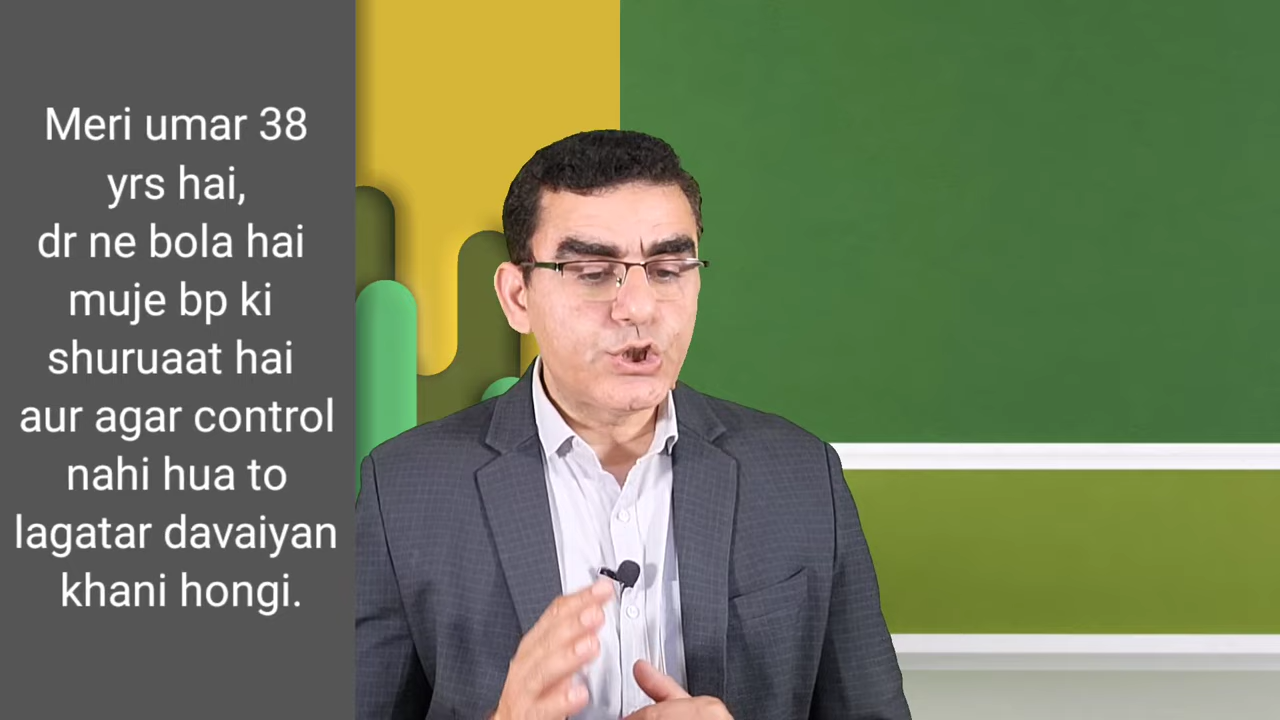 Meri umar 38
yrs hai,
dr ne bola hai
muje bp ki
shuruaat hai
aur agar control
nahi hua to
lagatar davaiyan
khani hongi.